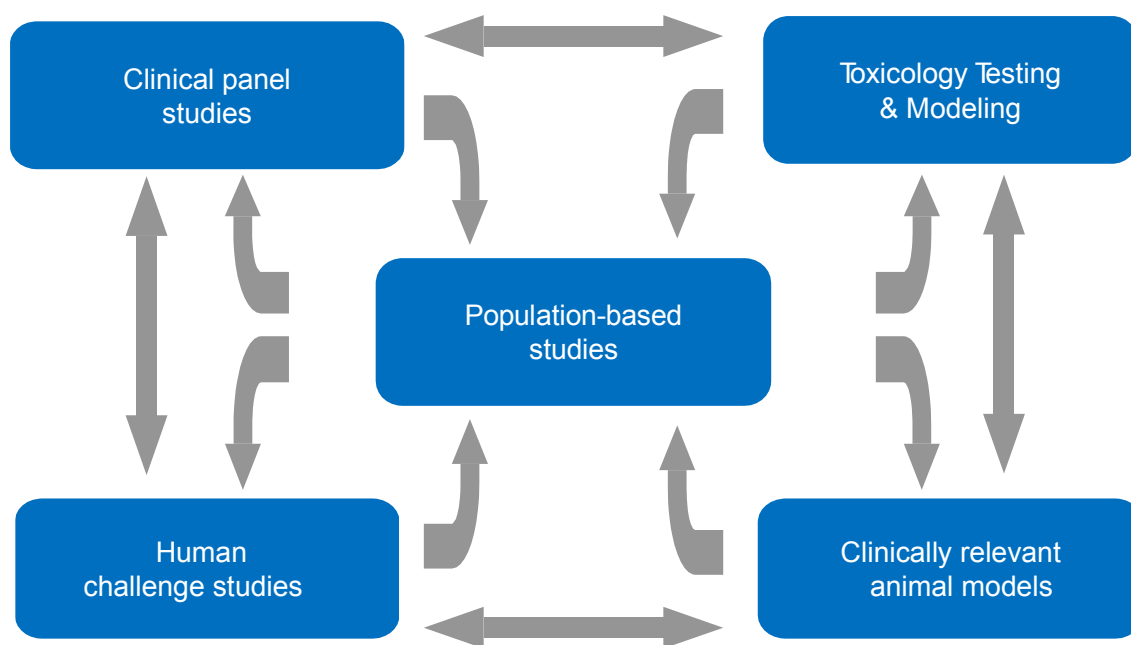 Clinical panel
studies
Toxicology Testing
& Modeling
Population-based
studies
Human
challenge studies
Clinically relevant
animal models